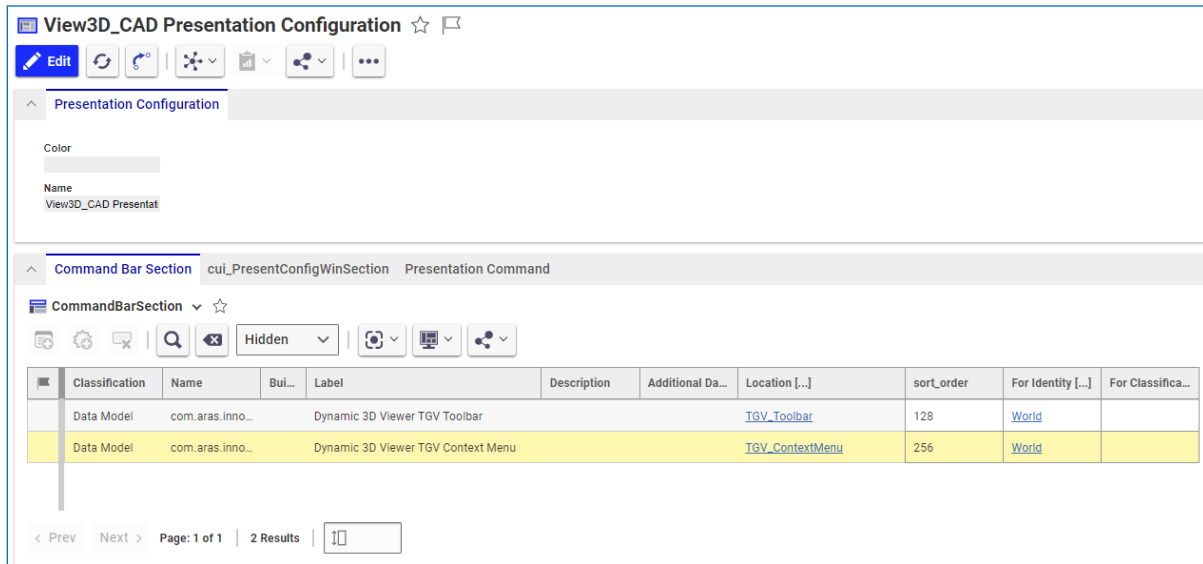 View3D_CAD Presentation Configuration
Edit
Presentation Configuration
Color
Name
View3D_CAD Presentati
Command Bar Section cui_PresentConfigWinSection Presentation Command
CommandBarSection
Hidden
Classification Name Bui... Label Description Additional Da... Location [...] sort_order For Identity [...] For Classifica...
Data Model com.aras.inno... Dynamic 3D Viewer TGV Toolbar TGV_Toolbar 128 World
Data Model com.aras.inno... Dynamic 3D Viewer TGV Context Menu TGV_ContextMenu 256 World
< Prev Next > Page: 1 of 1 2 Results